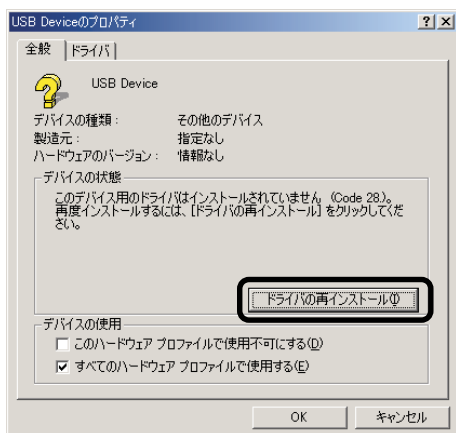 USB Deviceのプロパティ
全般
ドライバ
USB Device
デバイスの種類： その他のデバイス
製造元： 指定なし
ハードウェアのバージョン： 情報なし
デバイスの状態
このデバイス用のドライバはインストールされていません (Code 28.)。
再度インストールするには、[ドライバの再インストール] をクリックしてくだ
さい。
ドライバの再インストール(I)
デバイスの使用
このハードウェア プロファイルで使用不可にする(D)
すべてのハードウェア プロファイルで使用する(E)
OK キャンセル